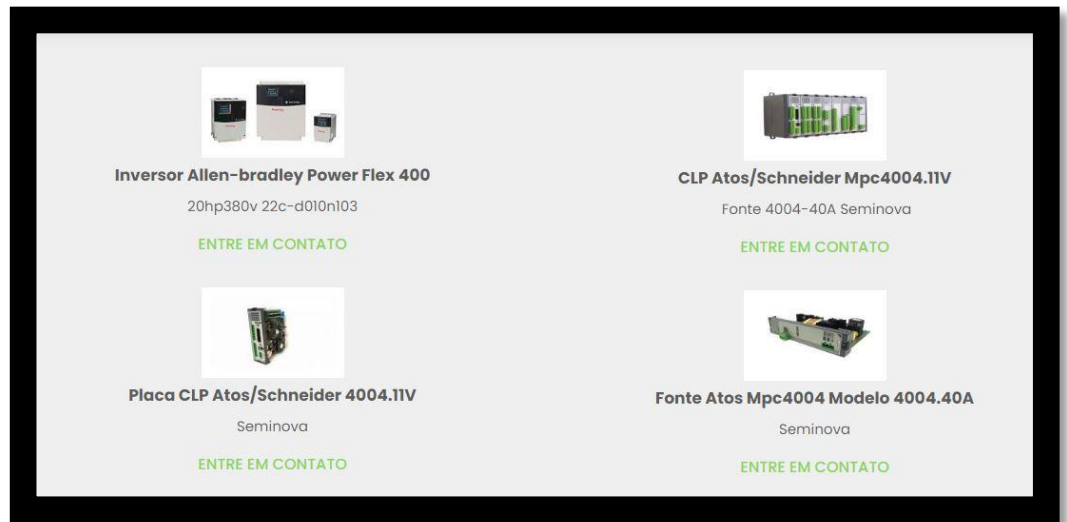 Inversor Allen-bradley Power Flex 400
20hp380v 22c-d010n103
ENTRE EM CONTATO
CLP Atos/Schneider Mpc4004.11V
Fonte 4004-40A Seminova
ENTRE EM CONTATO
Placa CLP Atos/Schneider 4004.11V
Seminova
ENTRE EM CONTATO
Fonte Atos Mpc4004 Modelo 4004.40A
Seminova
ENTRE EM CONTATO